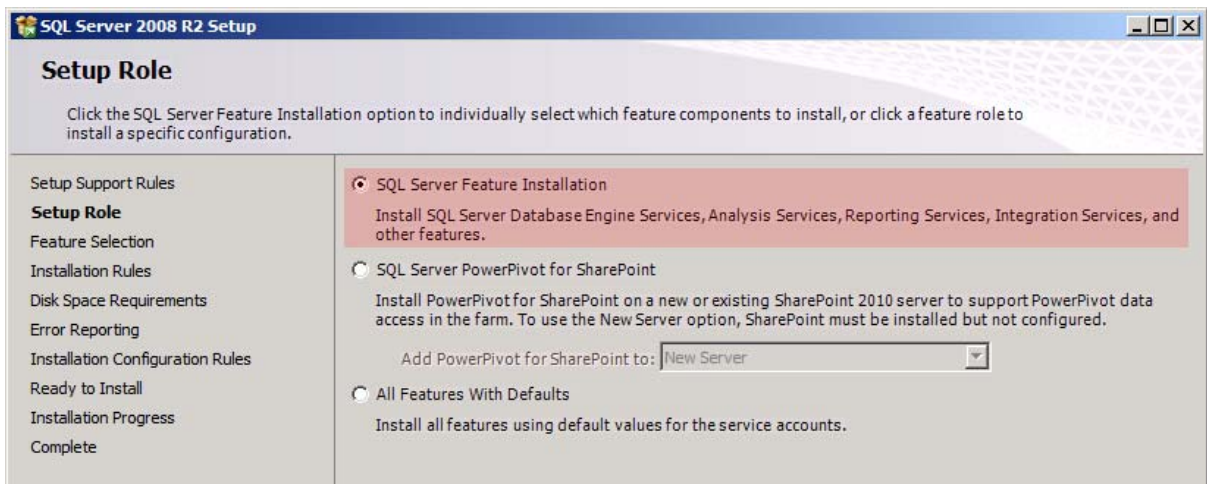 SQL Server 2008 R2 Setup
Setup Role
Click the SQL Server Feature Installation option to individually select which feature components to install, or click a feature role to
install a specific configuration.
Setup Support Rules
Setup Role
Feature Selection
Installation Rules
Disk Space Requirements
Error Reporting
Installation Configuration Rules
Ready to Install
Installation Progress
Complete
SQL Server Feature Installation
Install SQL Server Database Engine Services, Analysis Services, Reporting Services, Integration Services, and
other features.
SQL Server PowerPivot for SharePoint
Install PowerPivot for SharePoint on a new or existing SharePoint 2010 server to support PowerPivot data
access in the farm. To use the New Server option, SharePoint must be installed but not configured.
Add PowerPivot for SharePoint to: New Server
All Features With Defaults
Install all features using default values for the service accounts.